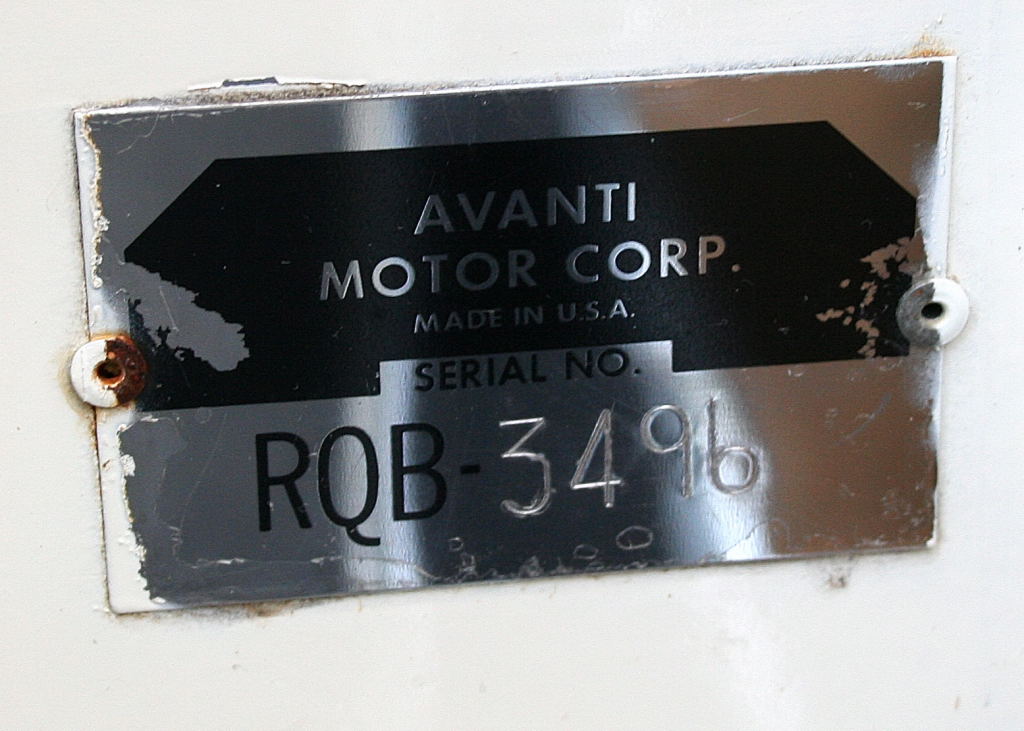 AVANTI
MOTOR CORP.
MADE IN U.S.A.
SERIAL NO.
RQB-3496